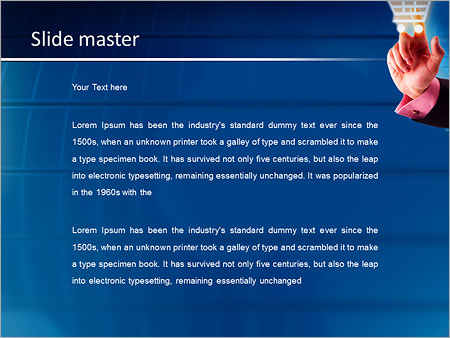 Slide master
Your Text here
Lorem Ipsum has been the industry's standard dummy text ever since the
1500s, when an unknown printer took a galley of type and scrambled it to
make a type specimen book. It has survived not only five centuries, but also the
leap into electronic typesetting, remaining essentially unchanged. It was popularized
in the 1960s with the
Lorem Ipsum has been the industry's standard dummy text ever since the
1500s, when an unknown printer took a galley of type and scrambled it to
make a type specimen book. It has survived not only five centuries, but also the
leap into electronic typesetting, remaining essentially unchanged